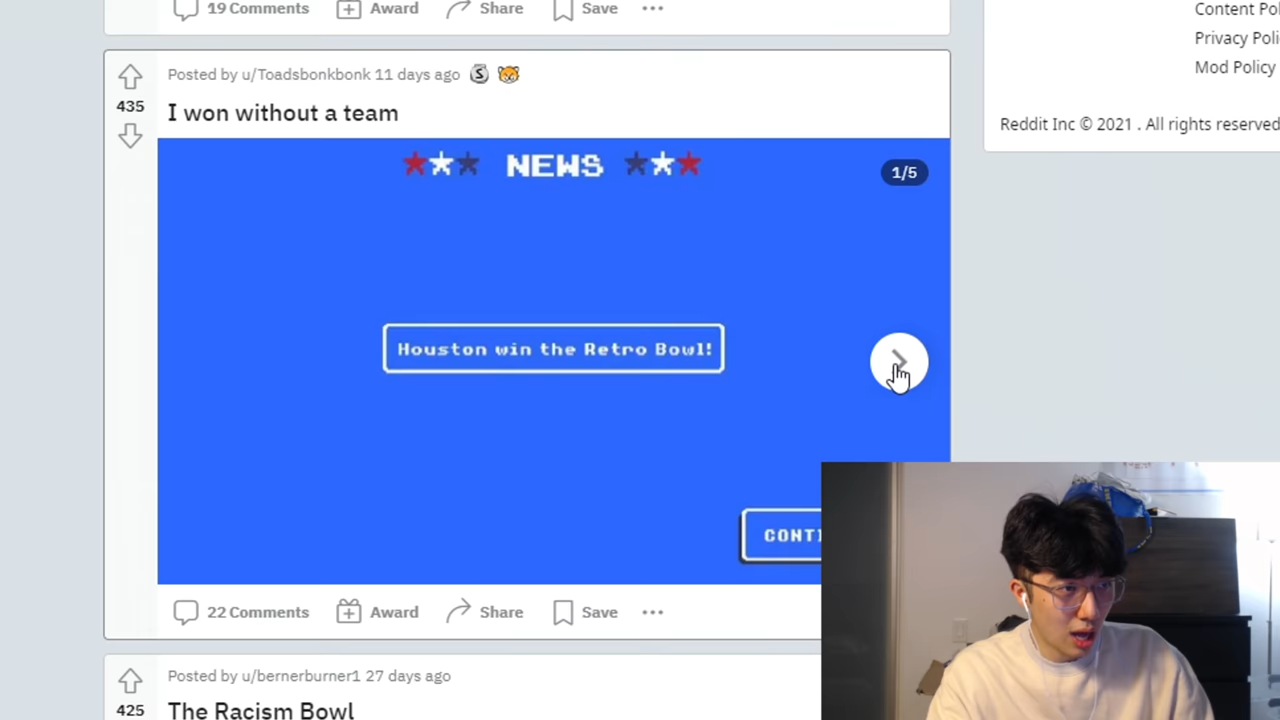 19 Comments Award Share Save
Content Pol
Privacy Poli
Mod Policy
Reddit Inc © 2021 . All rights reserved
Posted by u/Toadsbonkbonk 11 days ago
435
I won without a team
NEWS
1/5
Houston win the Retro Bowl!
CONTI
22 Comments Award Share Save
Posted by u/bernerburner1 27 days ago
425
The Racism Bowl